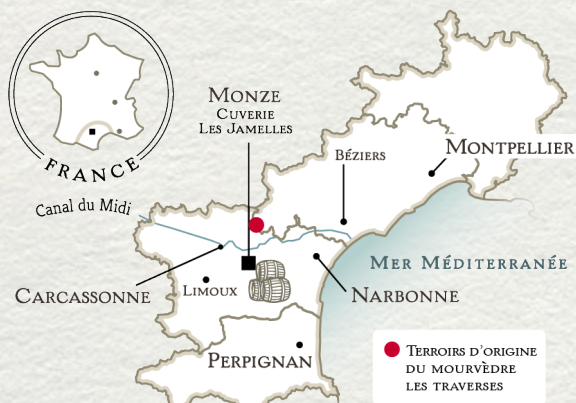 FRANCE
Canal du Midi
MONZE
CUVERIE
LES JAMELLES
BÉZIERS
MONTPELLIER
MER MÉDITERRANÉE
CARCASSONNE
LIMOUX
NARBONNE
PERPIGNAN
TERROIRS D'ORIGINE
DU MOURVÈDRE
LES TRAVERSES